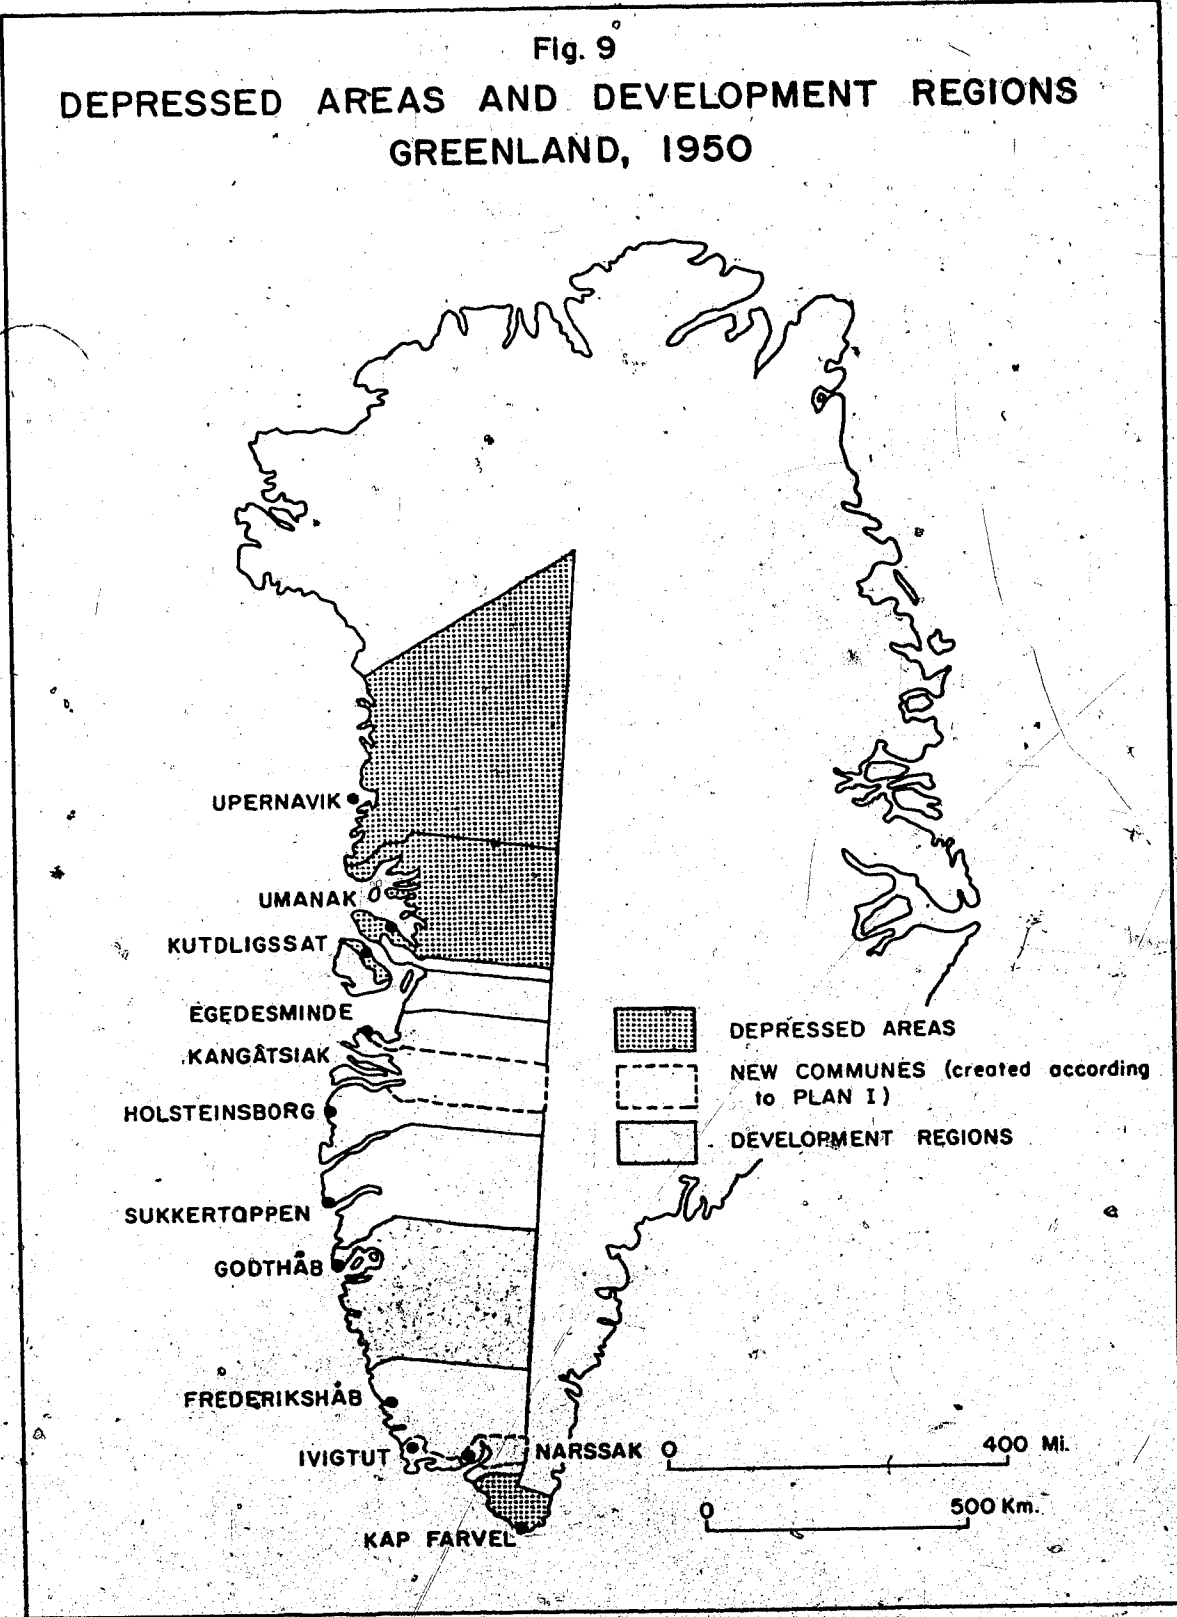 Fig. 9
DEPRESSED AREAS AND DEVELOPMENT REGIONS
GREENLAND, 1950
UPERNAVIK
UMANAK
KUTDLIGSSAT
EGEDESMINDE
KANGÂTSIAK
HOLSTEINSBORG
SUKKERTOPPEN
GODTHÅB
FREDERIKSHÅB
IVIGTUT
NARSSAK
KAP FARVEL
DEPRESSED AREAS
NEW COMMUNES (created according
to PLAN I)
DEVELOPMENT REGIONS
0 400 Mi.
0 500 Km.